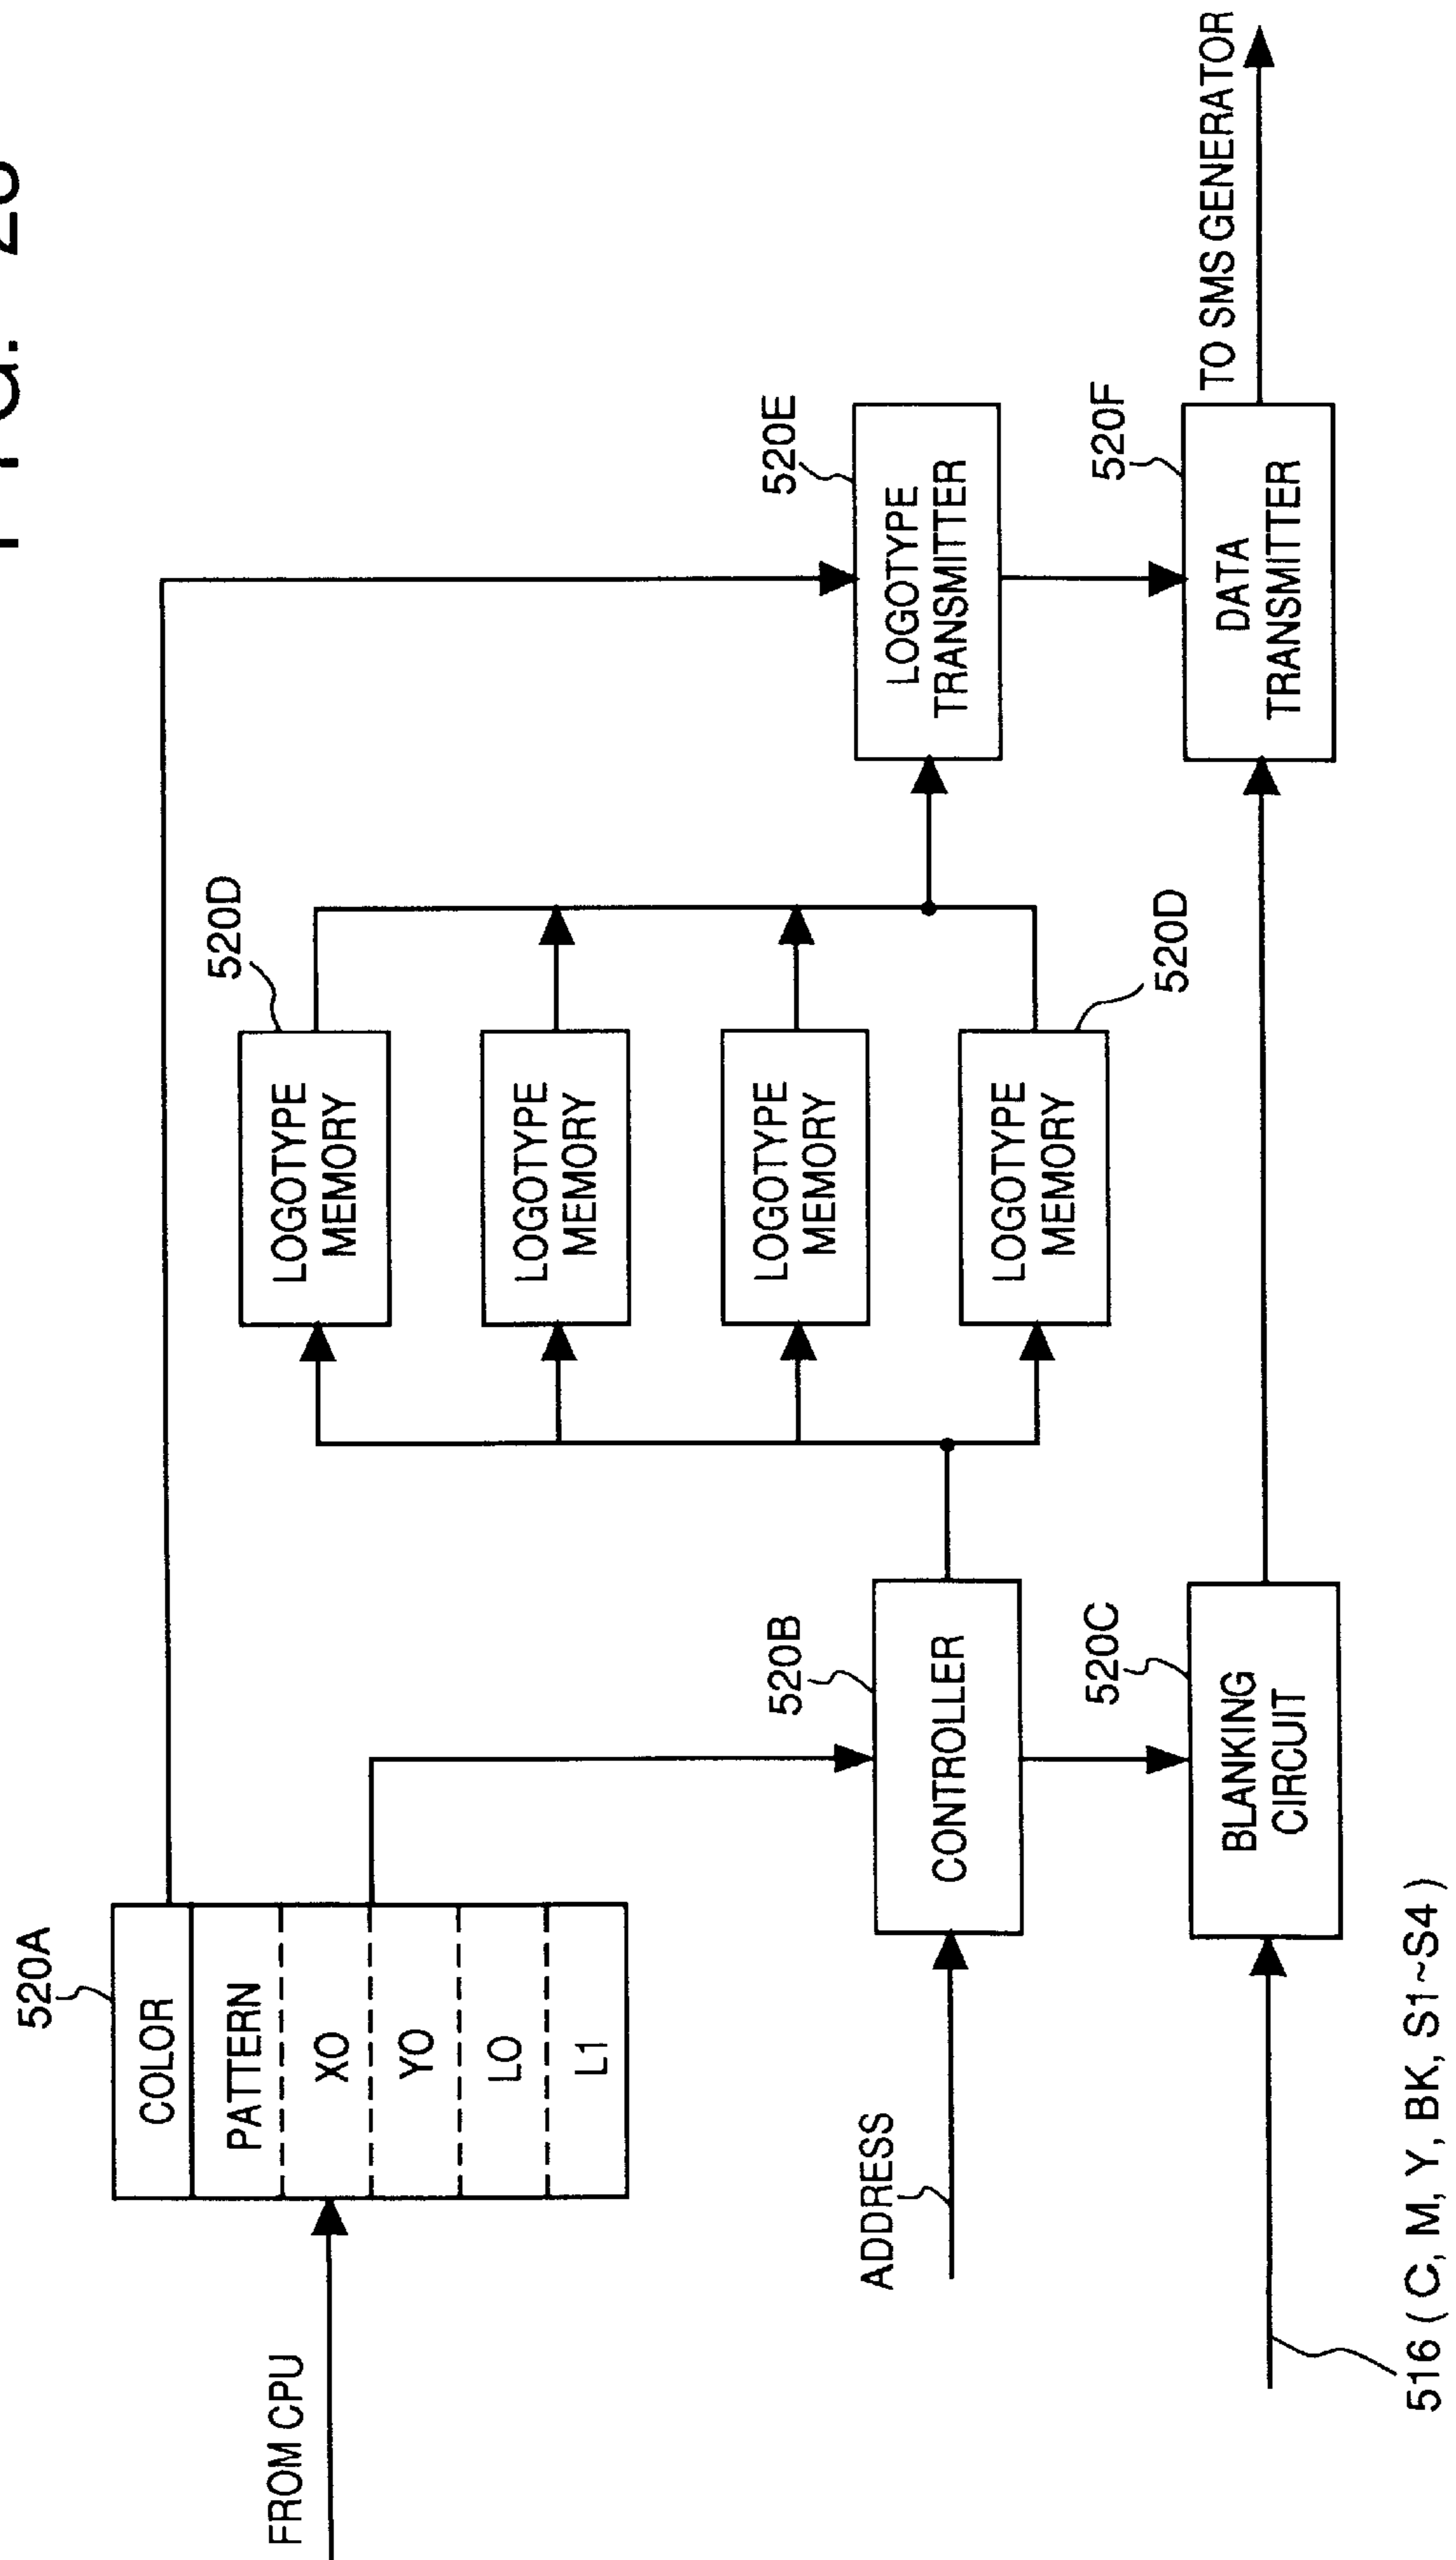 520A
COLOR
PATTERN
XO
YO
LO
L1
FROM CPU
520D
LOGOTYPE
MEMORY
LOGOTYPE
MEMORY
LOGOTYPE
MEMORY
LOGOTYPE
MEMORY
520D
520E
LOGOTYPE
TRANSMITTER
520B
CONTROLLER
ADDRESS
520C
BLANKING
CIRCUIT
520F
DATA
TRANSMITTER
TO SMS GENERATOR
516 ( C, M, Y, BK, S1~S4 )